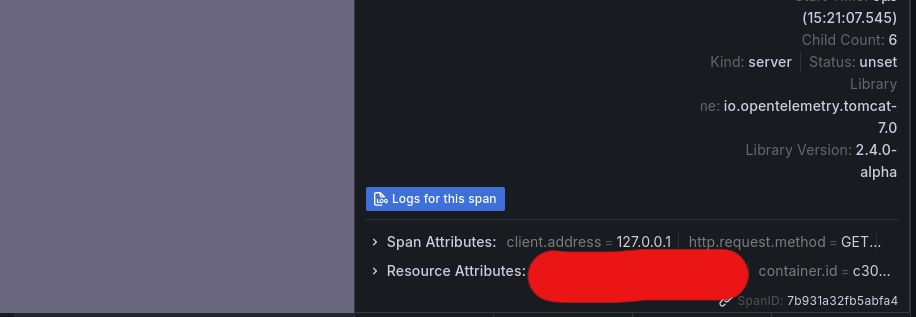 (15:21:07.545)
Child Count: 6
Kind: server | Status: unset
Library
ne: io.opentelemetry.tomcat-
7.0
Library Version: 2.4.0-
alpha
Logs for this span
Span Attributes: client.address = 127.0.0.1 | http.request.method = GET...
Resource Attributes: container.id = c30...
SpanID: 7b931a32fb5abfa4